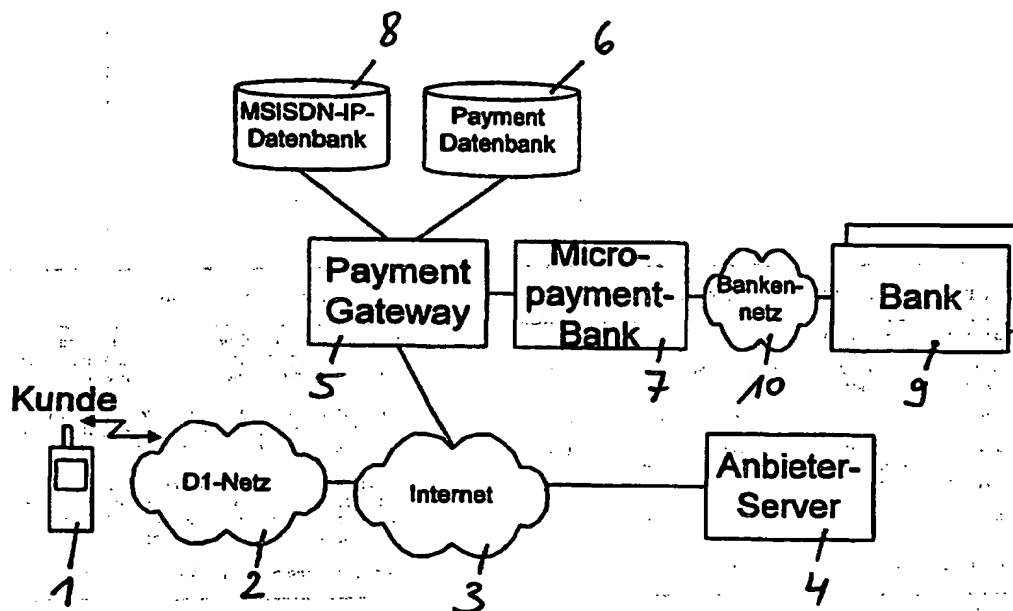 8
6
MSISDN-IP-
Datenbank
Payment
Datenbank
Payment
Gateway
Micro-
payment-
Bank
Banken-
netz
Bank
5
7
10
9
Kunde
D1-Netz
Internet
Anbieter-
Server
1
2
3
4